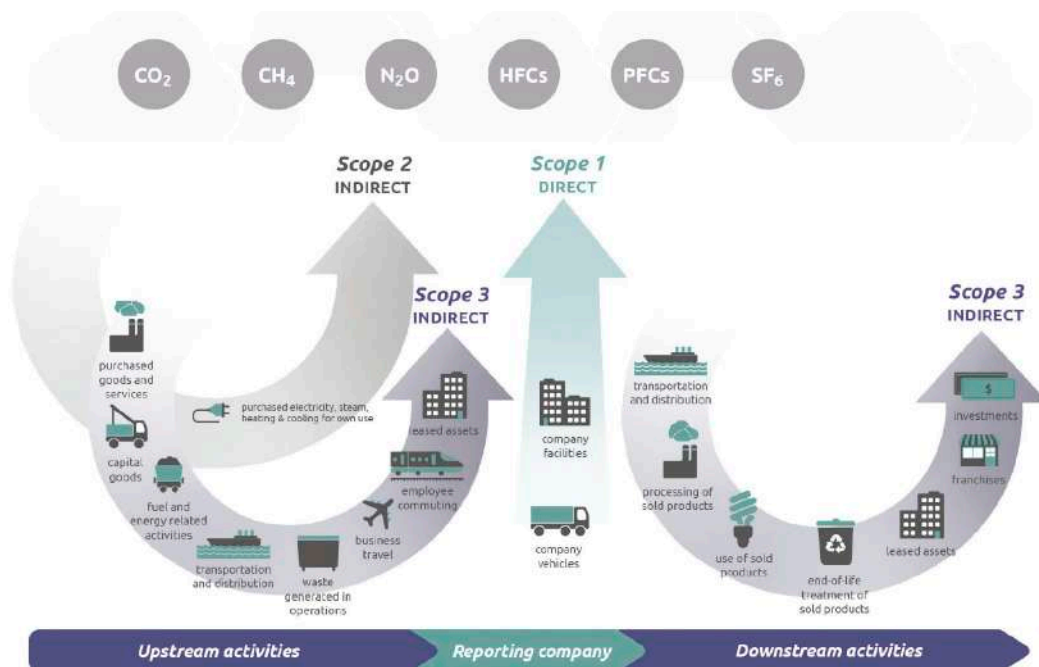 CO₂
CH₄
N₂O
HFCs
PFCs
SF₆
Scope 2
INDIRECT
Scope 1
DIRECT
Scope 3
INDIRECT
Scope 3
INDIRECT
purchased
goods and
services
capital
goods
fuel and
energy related
activities
purchased electricity, steam,
heating & cooling for own use
transportation
and distribution
waste
generated in
operations
business
travel
employee
commuting
leased assets
company
facilities
company
vehicles
transportation
and distribution
processing of
sold products
use of sold
products
end-of-life
treatment of
sold products
leased assets
franchises
$
investments
Upstream activities
Reporting company
Downstream activities